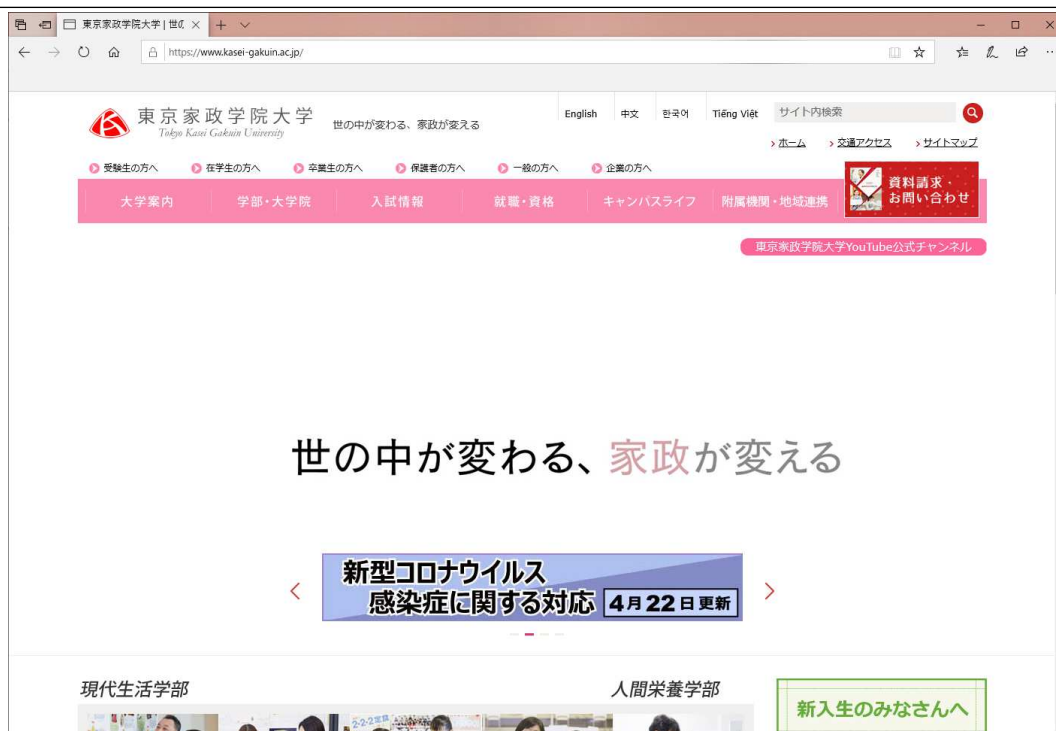 東京家政学院大学 | 世の
https://www.kasei-gakuin.ac.jp/
東京家政学院大学
Tokyo Kasei Gakuin University
世の中が変わる、家政が変える
English 中文 한국어 Tiếng Việt サイト内検索
ホーム 交通アクセス サイトマップ
受験生の方へ 在学生の方へ 卒業生の方へ 保護者の方へ 一般の方へ 企業の方へ
大学案内 学部・大学院 入試情報 就職・資格 キャンパスライフ 附属機関・地域連携
資料請求・
お問い合わせ
東京家政学院大学YouTube公式チャンネル
世の中が変わる、家政が変える
新型コロナウイルス
感染症に関する対応 4月22日更新
現代生活学部 人間栄養学部
新入生のみなさんへ